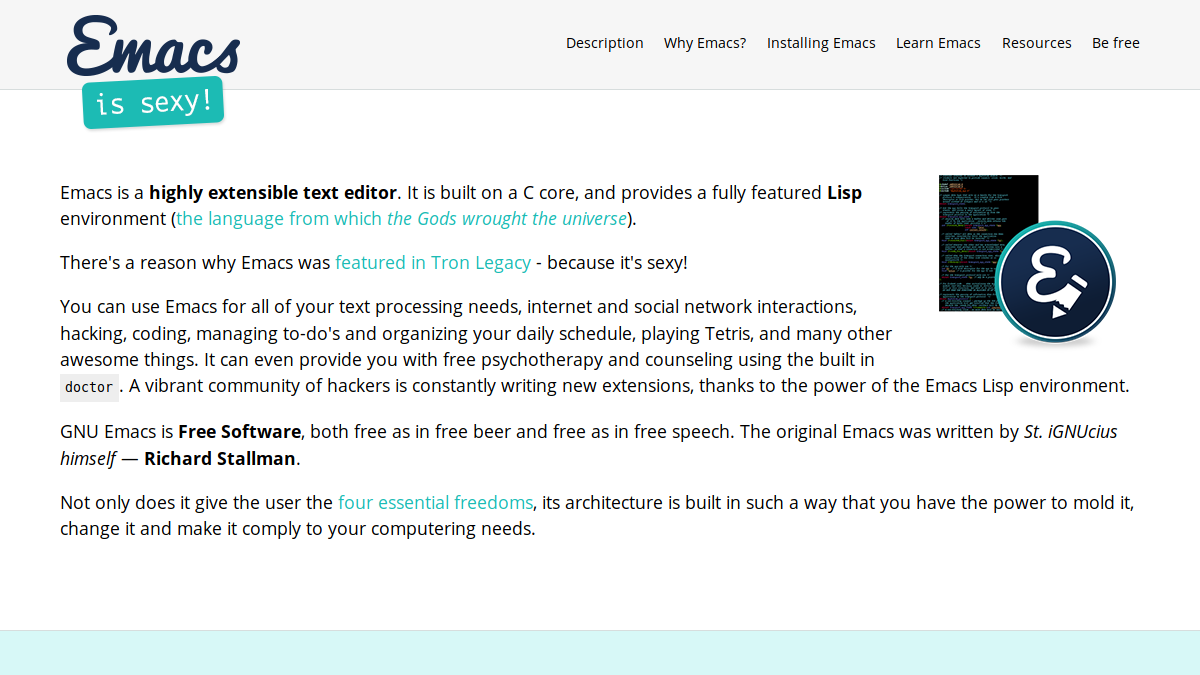 Emacs
is sexy!
Description Why Emacs? Installing Emacs Learn Emacs Resources Be free
Emacs is a highly extensible text editor. It is built on a C core, and provides a fully featured Lisp
environment (the language from which the Gods wrought the universe).
There's a reason why Emacs was featured in Tron Legacy - because it's sexy!
You can use Emacs for all of your text processing needs, internet and social network interactions,
hacking, coding, managing to-do's and organizing your daily schedule, playing Tetris, and many other
awesome things. It can even provide you with free psychotherapy and counseling using the built in
doctor. A vibrant community of hackers is constantly writing new extensions, thanks to the power of the Emacs Lisp environment.
GNU Emacs is Free Software, both free as in free beer and free as in free speech. The original Emacs was written by St. iGNUcius
himself — Richard Stallman.
Not only does it give the user the four essential freedoms, its architecture is built in such a way that you have the power to mold it,
change it and make it comply to your computering needs.